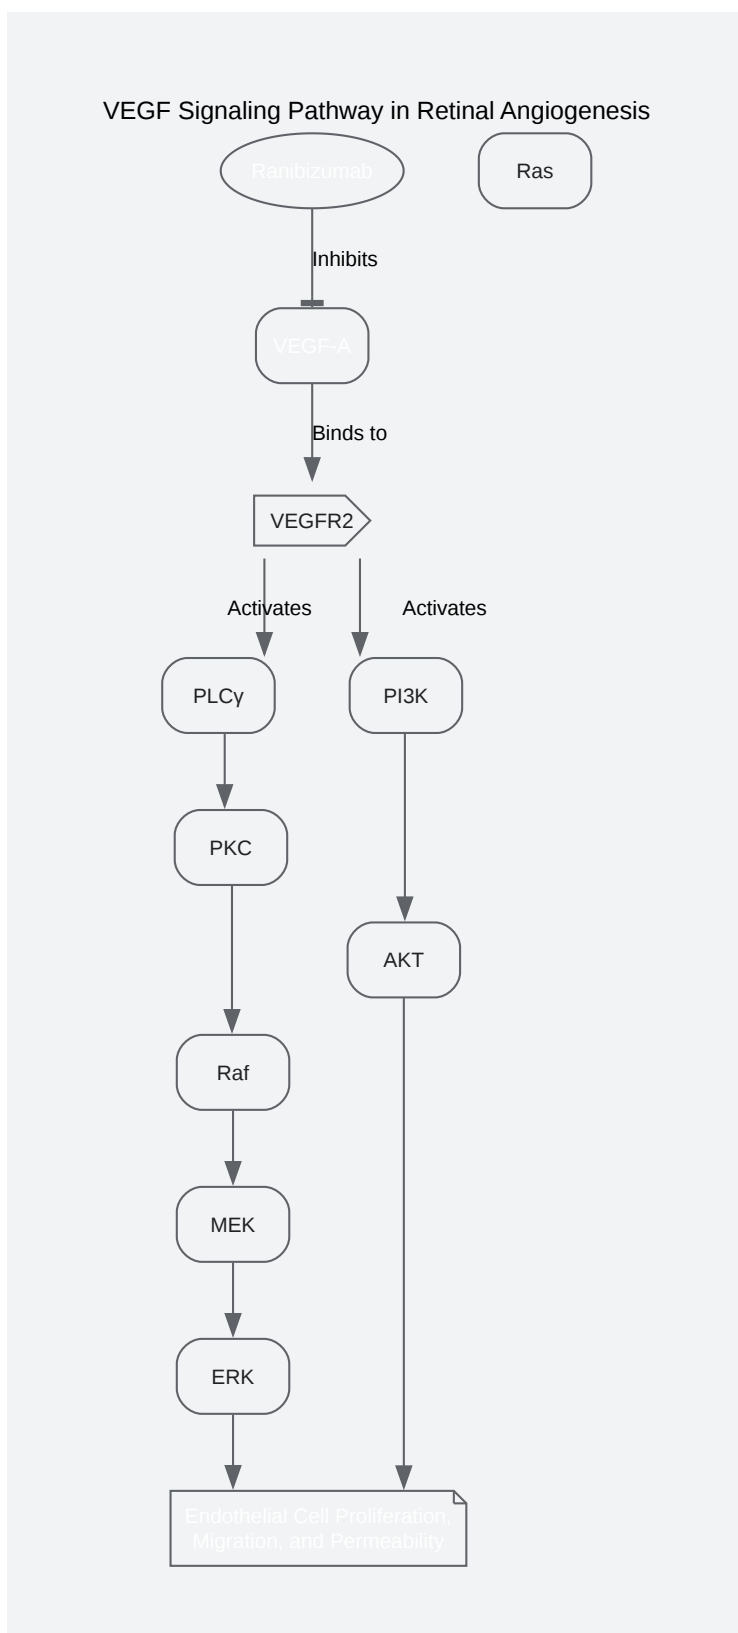 VEGF Signaling Pathway in Retinal Angiogenesis
Ranibizumab
Ras
Inhibits
VEGF-A
Binds to
VEGFR2
Activates
Activates
PLCγ
PI3K
PKC
AKT
Raf
MEK
ERK
Endothelial Cell Proliferation,
Migration, and Permeability